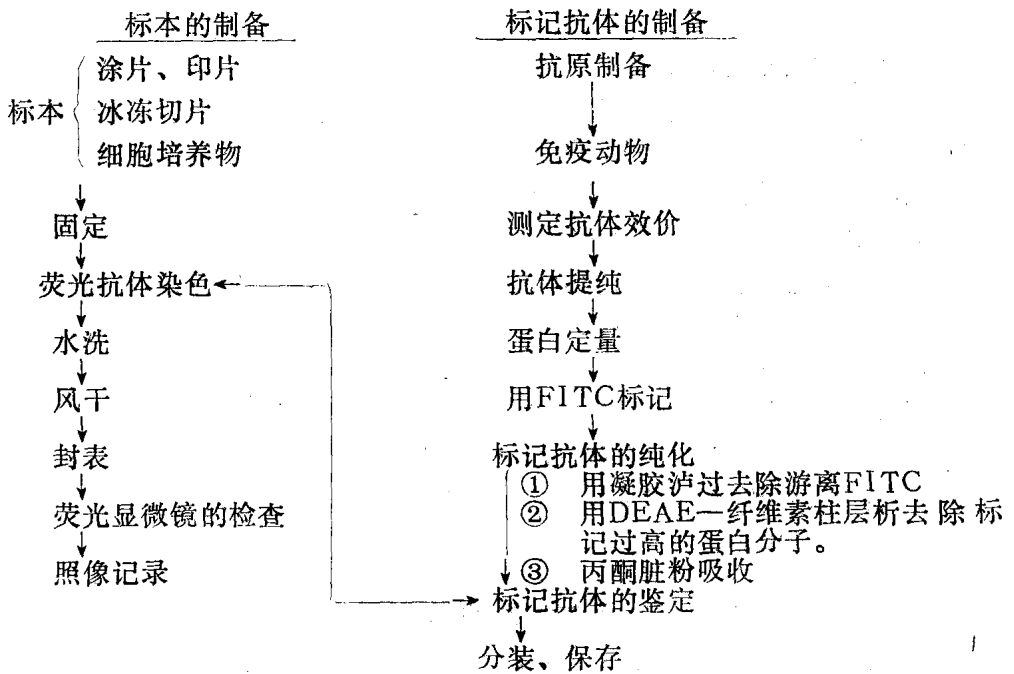 标本的制备
涂片、印片
标本
冰冻切片
细胞培养物
固定
荧光抗体染色
水洗
风干
封表
荧光显微镜的检查
照像记录
标记抗体的制备
抗原制备
免疫动物
测定抗体效价
抗体提纯
蛋白定量
用FITC标记
标记抗体的纯化
① 用凝胶泸过去除游离FITC
② 用DEAE—纤维素柱层析去除标
记过高的蛋白分子。
③ 丙酮脏粉吸收
标记抗体的鉴定
分装、保存